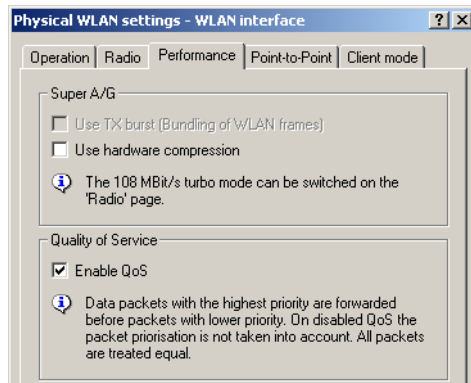 Physical WLAN settings - WLAN interface
Operation
Radio
Performance
Point-to-Point
Client mode
Super A/G
Use TX burst (Bundling of WLAN frames)
Use hardware compression
The 108 MBit/s turbo mode can be switched on the
'Radio' page.
Quality of Service
Enable QoS
Data packets with the highest priority are forwarded
before packets with lower priority. On disabled QoS the
packet priorisation is not taken into account. All packets
are treated equal.